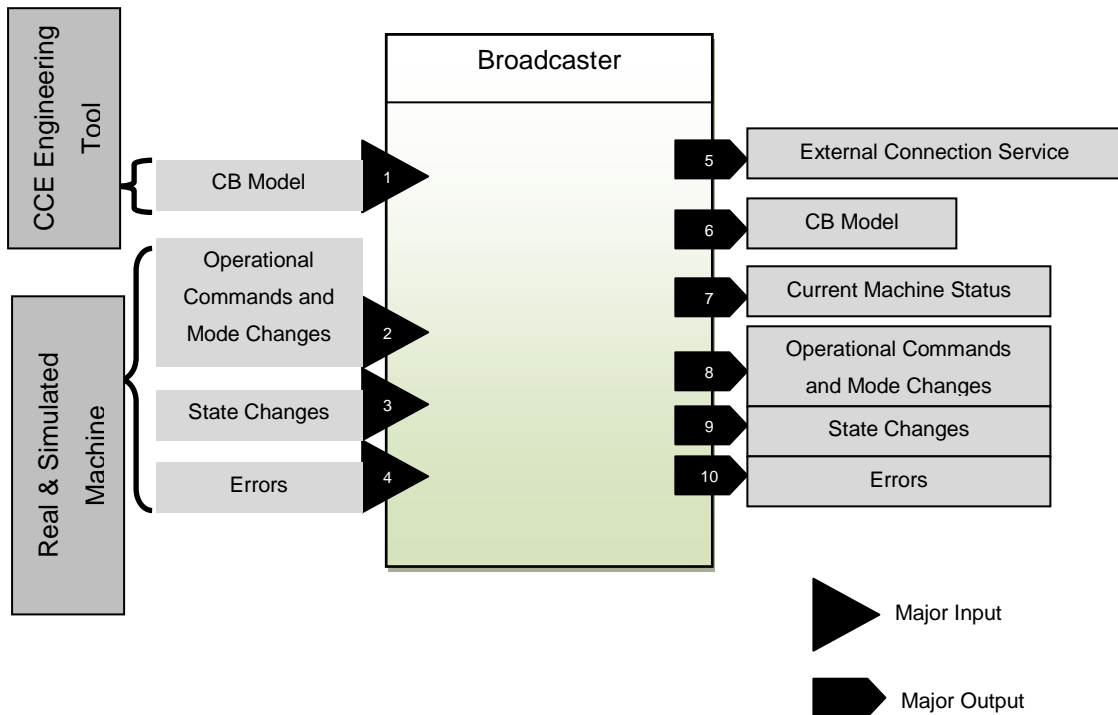 Broadcaster
CCE Engineering
Tool
CB Model
1
Real & Simulated
Machine
Operational
Commands and
Mode Changes
2
State Changes
3
Errors
4
5
External Connection Service
6
CB Model
7
Current Machine Status
8
Operational Commands
and Mode Changes
9
State Changes
10
Errors
Major Input
Major Output